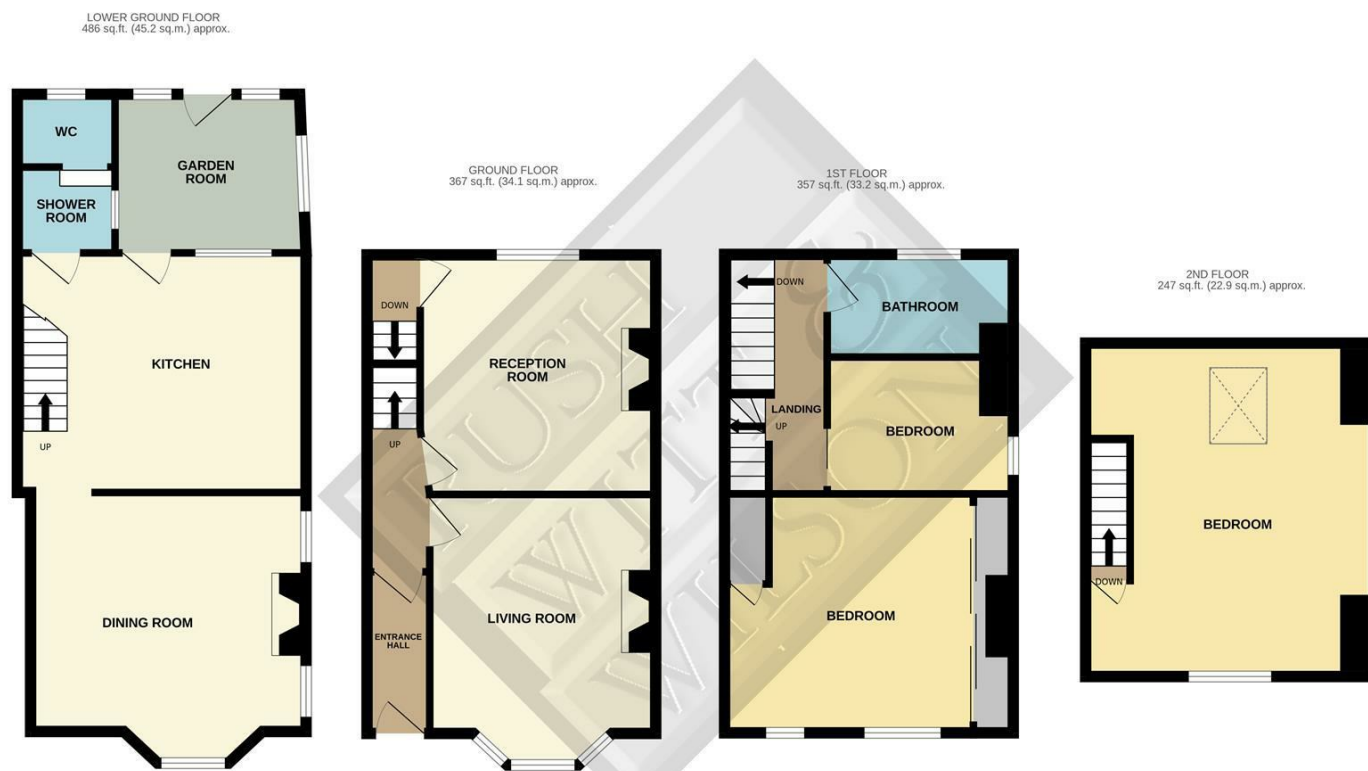 LOWER GROUND FLOOR
486 sq.ft. (45.2 sq.m.) approx.
WC
GARDEN
ROOM
SHOWER
ROOM
KITCHEN
UP
DINING ROOM
GROUND FLOOR
367 sq.ft. (34.1 sq.m.) approx.
DOWN
RECEPTION
ROOM
UP
LIVING ROOM
ENTRANCE
HALL
1ST FLOOR
357 sq.ft. (33.2 sq.m.) approx.
DOWN
BATHROOM
LANDING
UP
BEDROOM
BEDROOM
2ND FLOOR
247 sq.ft. (22.9 sq.m.) approx.
BEDROOM
DOWN
RUSH
WITT &
WILSON